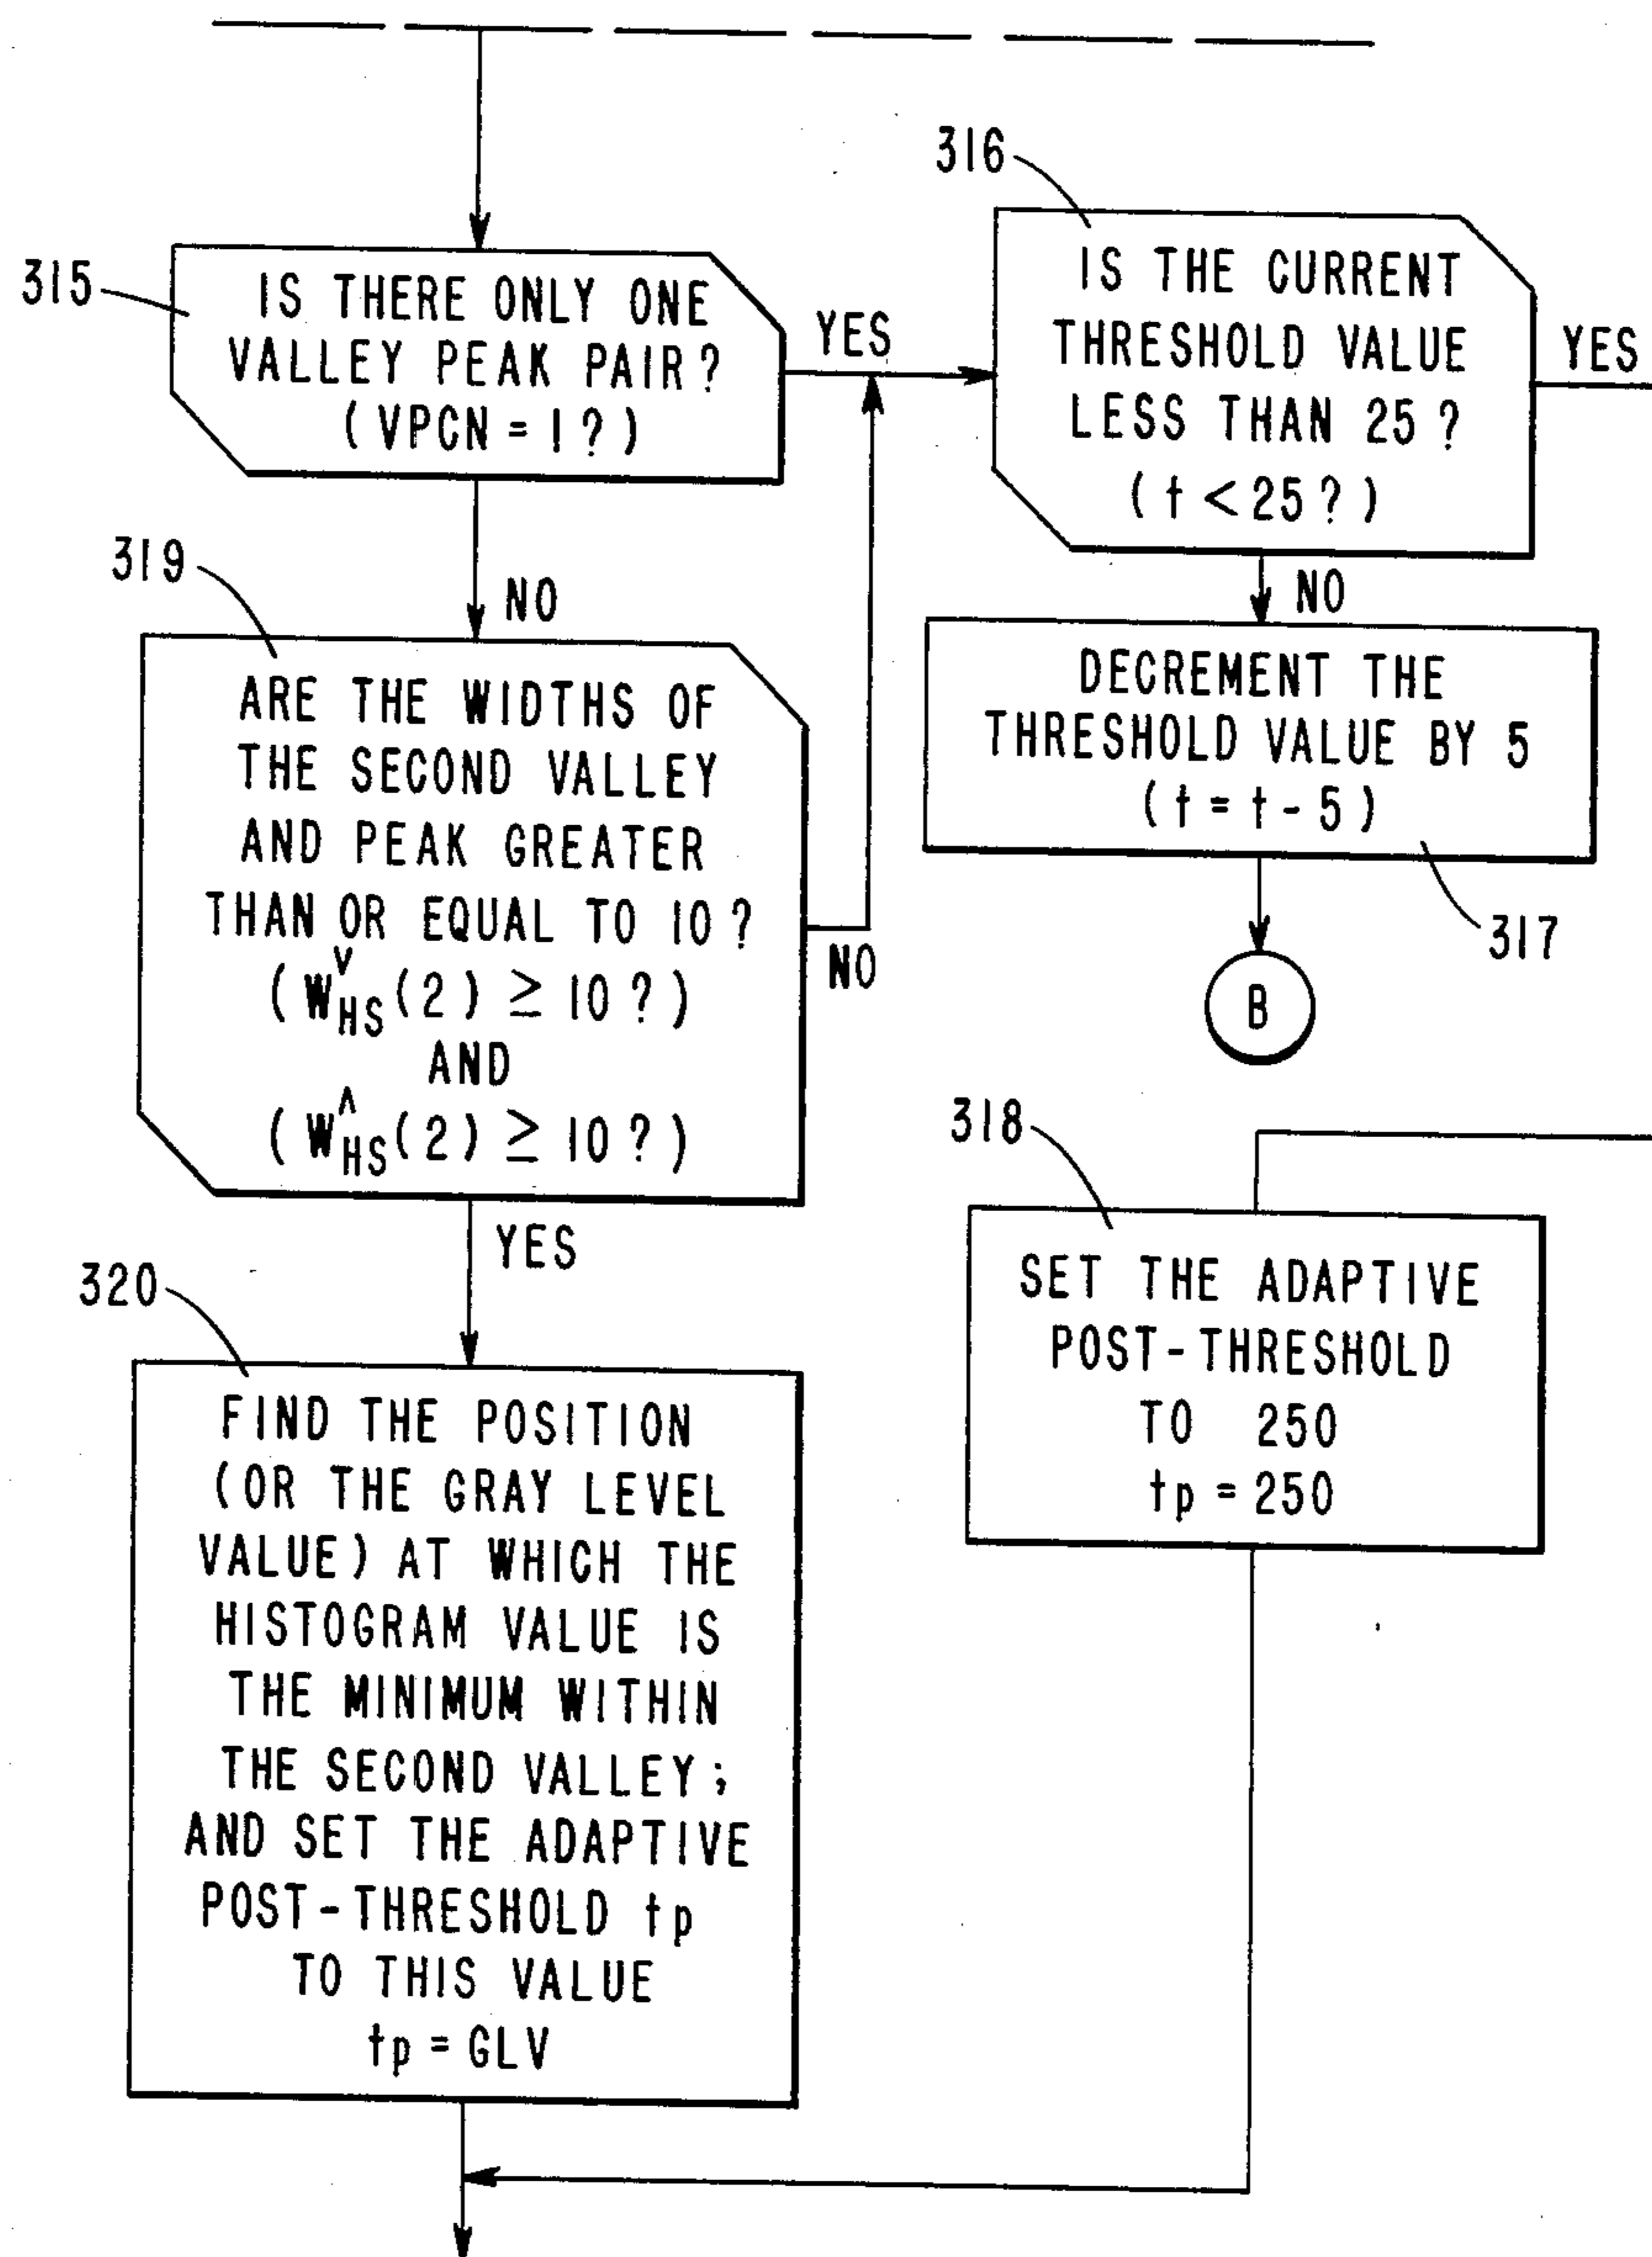 315
IS THERE ONLY ONE
VALLEY PEAK PAIR?
(VPCN = 1?)
YES
NO
316
IS THE CURRENT
THRESHOLD VALUE
LESS THAN 25?
(t < 25?)
YES
NO
DECREMENT THE
THRESHOLD VALUE BY 5
(t = t - 5)
317
B
319
ARE THE WIDTHS OF
THE SECOND VALLEY
AND PEAK GREATER
THAN OR EQUAL TO 10?
(W^∨_HS(2) ≥ 10?)
AND
(W^∧_HS(2) ≥ 10?)
NO
YES
318
SET THE ADAPTIVE
POST-THRESHOLD
TO 250
tp = 250
320
FIND THE POSITION
(OR THE GRAY LEVEL
VALUE) AT WHICH THE
HISTOGRAM VALUE IS
THE MINIMUM WITHIN
THE SECOND VALLEY;
AND SET THE ADAPTIVE
POST-THRESHOLD tp
TO THIS VALUE
tp = GLV